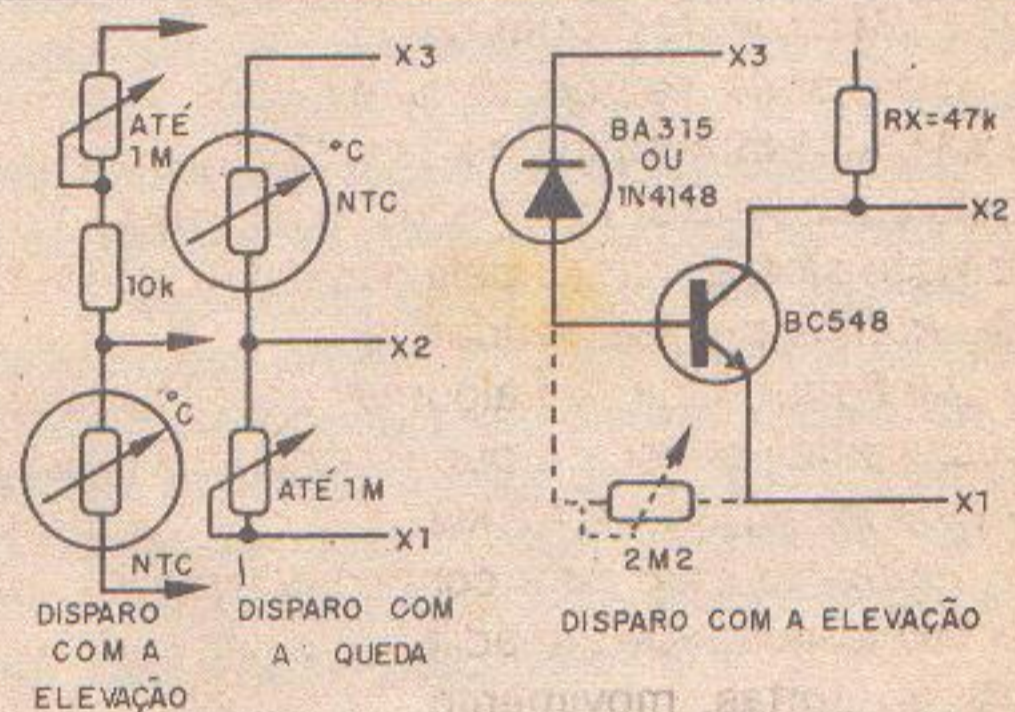 ATÉ
1M
10k
°C
NTC
DISPARO
COM A
ELEVAÇÃO
X3
°C
NTC
X2
ATÉ 1M
X1
DISPARO COM
A QUEDA
X3
BA315
OU
1N4148
RX=47k
X2
BC548
X1
2M2
DISPARO COM A ELEVAÇÃO